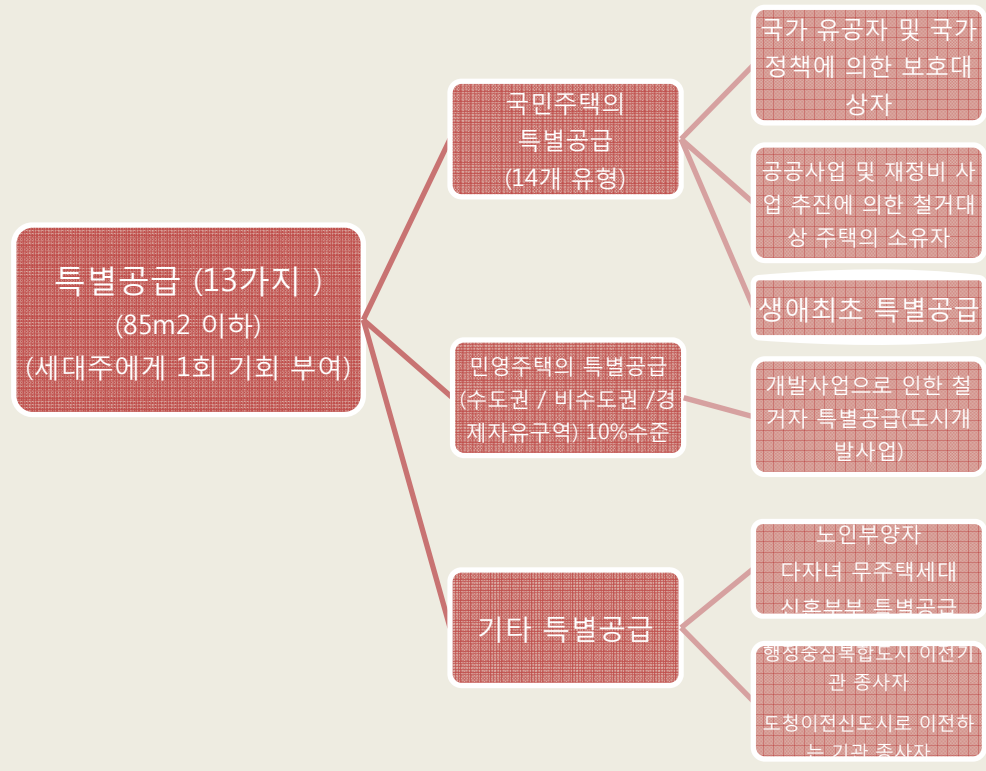 특별공급 (13가지 )
(85m2 이하)
(세대주에게 1회 기회 부여)
국민주택의
특별공급
(14개 유형)
국가 유공자 및 국가
정책에 의한 보호대
상자
공공사업 및 재정비 사
업 추진에 의한 철거대
상 주택의 소유자
생애최초 특별공급
민영주택의 특별공급
(수도권 / 비수도권 /경
제자유구역) 10%수준
개발사업으로 인한 철
거자 특별공급(도시개
발사업)
기타 특별공급
노인부양자
다자녀 무주택세대
신혼부부 특별공급
행정중심복합도시 이전기
관 종사자
도청이전신도시로 이전하
는 기관 종사자